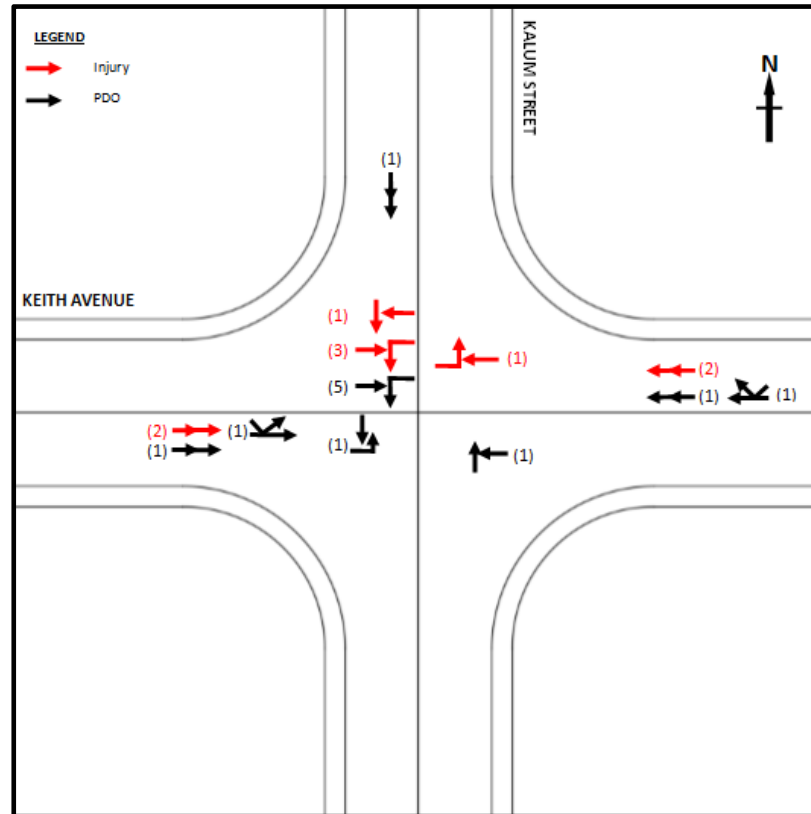 LEGEND
Injury
PDO
KALUM STREET
N
(1)
KEITH AVENUE
(1)
(3)
(1)
(2)
(5)
(1)
(1)
(2)
(1)
(1)
(1)
(1)